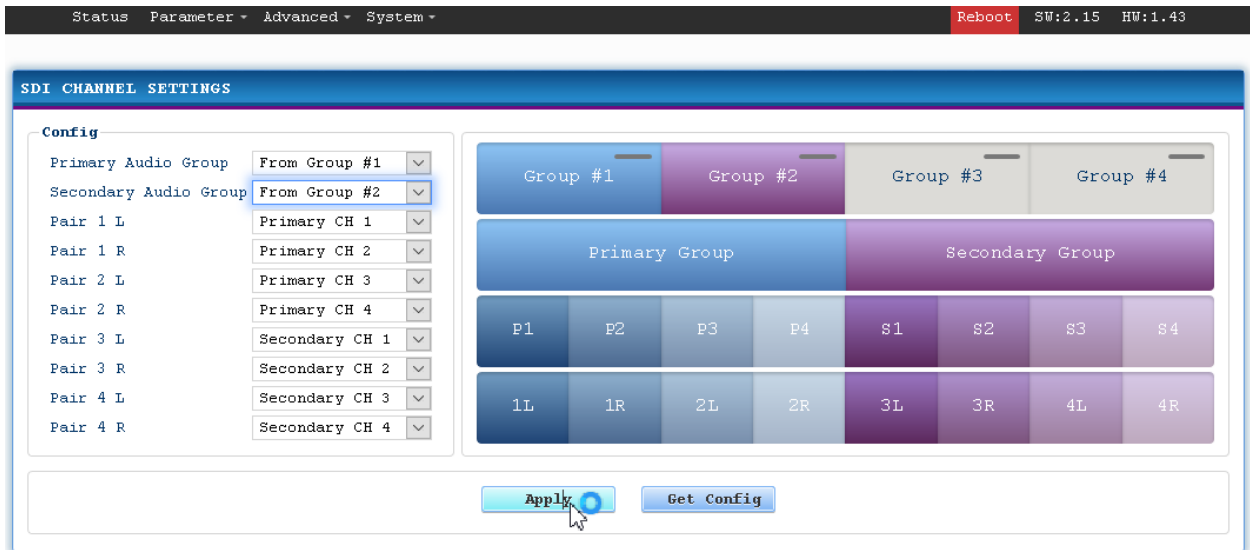 Status Parameter Advanced System Reboot SW:2.15 HW:1.43
SDI CHANNEL SETTINGS
Config
Primary Audio Group From Group #1
Secondary Audio Group From Group #2
Pair 1 L Primary CH 1
Pair 1 R Primary CH 2
Pair 2 L Primary CH 3
Pair 2 R Primary CH 4
Pair 3 L Secondary CH 1
Pair 3 R Secondary CH 2
Pair 4 L Secondary CH 3
Pair 4 R Secondary CH 4
Group #1 Group #2 Group #3 Group #4
Primary Group Secondary Group
P1 P2 P3 P4 S1 S2 S3 S4
1L 1R 2L 2R 3L 3R 4L 4R
Apply Get Config